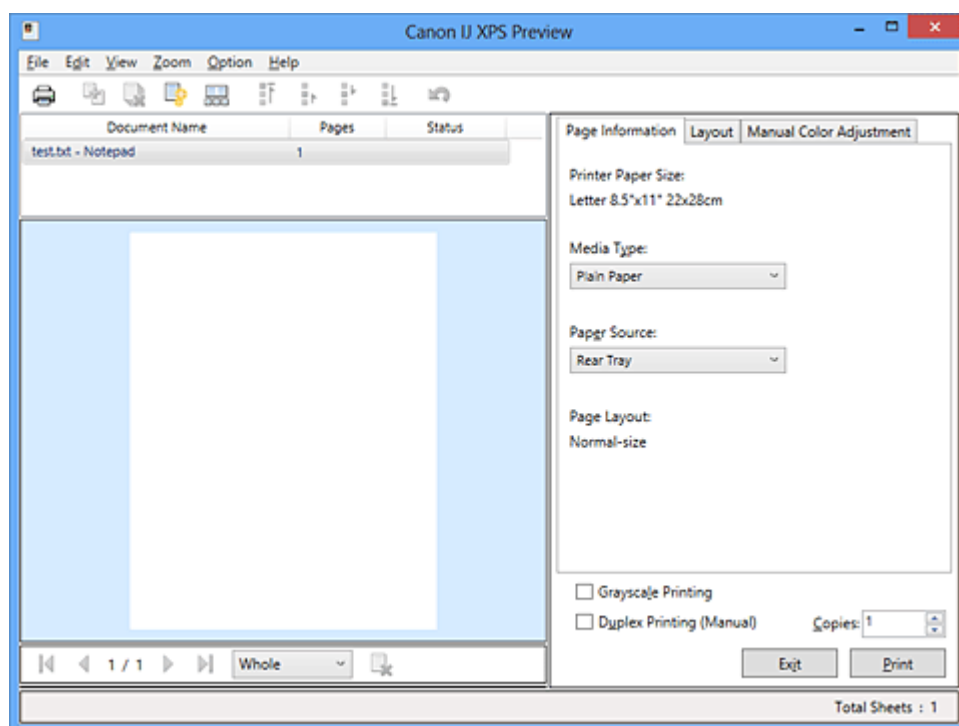 Canon IJ XPS Preview
File Edit View Zoom Option Help
Document Name Pages Status
test.txt - Notepad 1
Page Information Layout Manual Color Adjustment
Printer Paper Size:
Letter 8.5"x11" 22x28cm
Media Type:
Plain Paper
Paper Source:
Rear Tray
Page Layout:
Normal-size
Grayscale Printing
Duplex Printing (Manual) Copies: 1
1 / 1 Whole
Exit Print
Total Sheets : 1